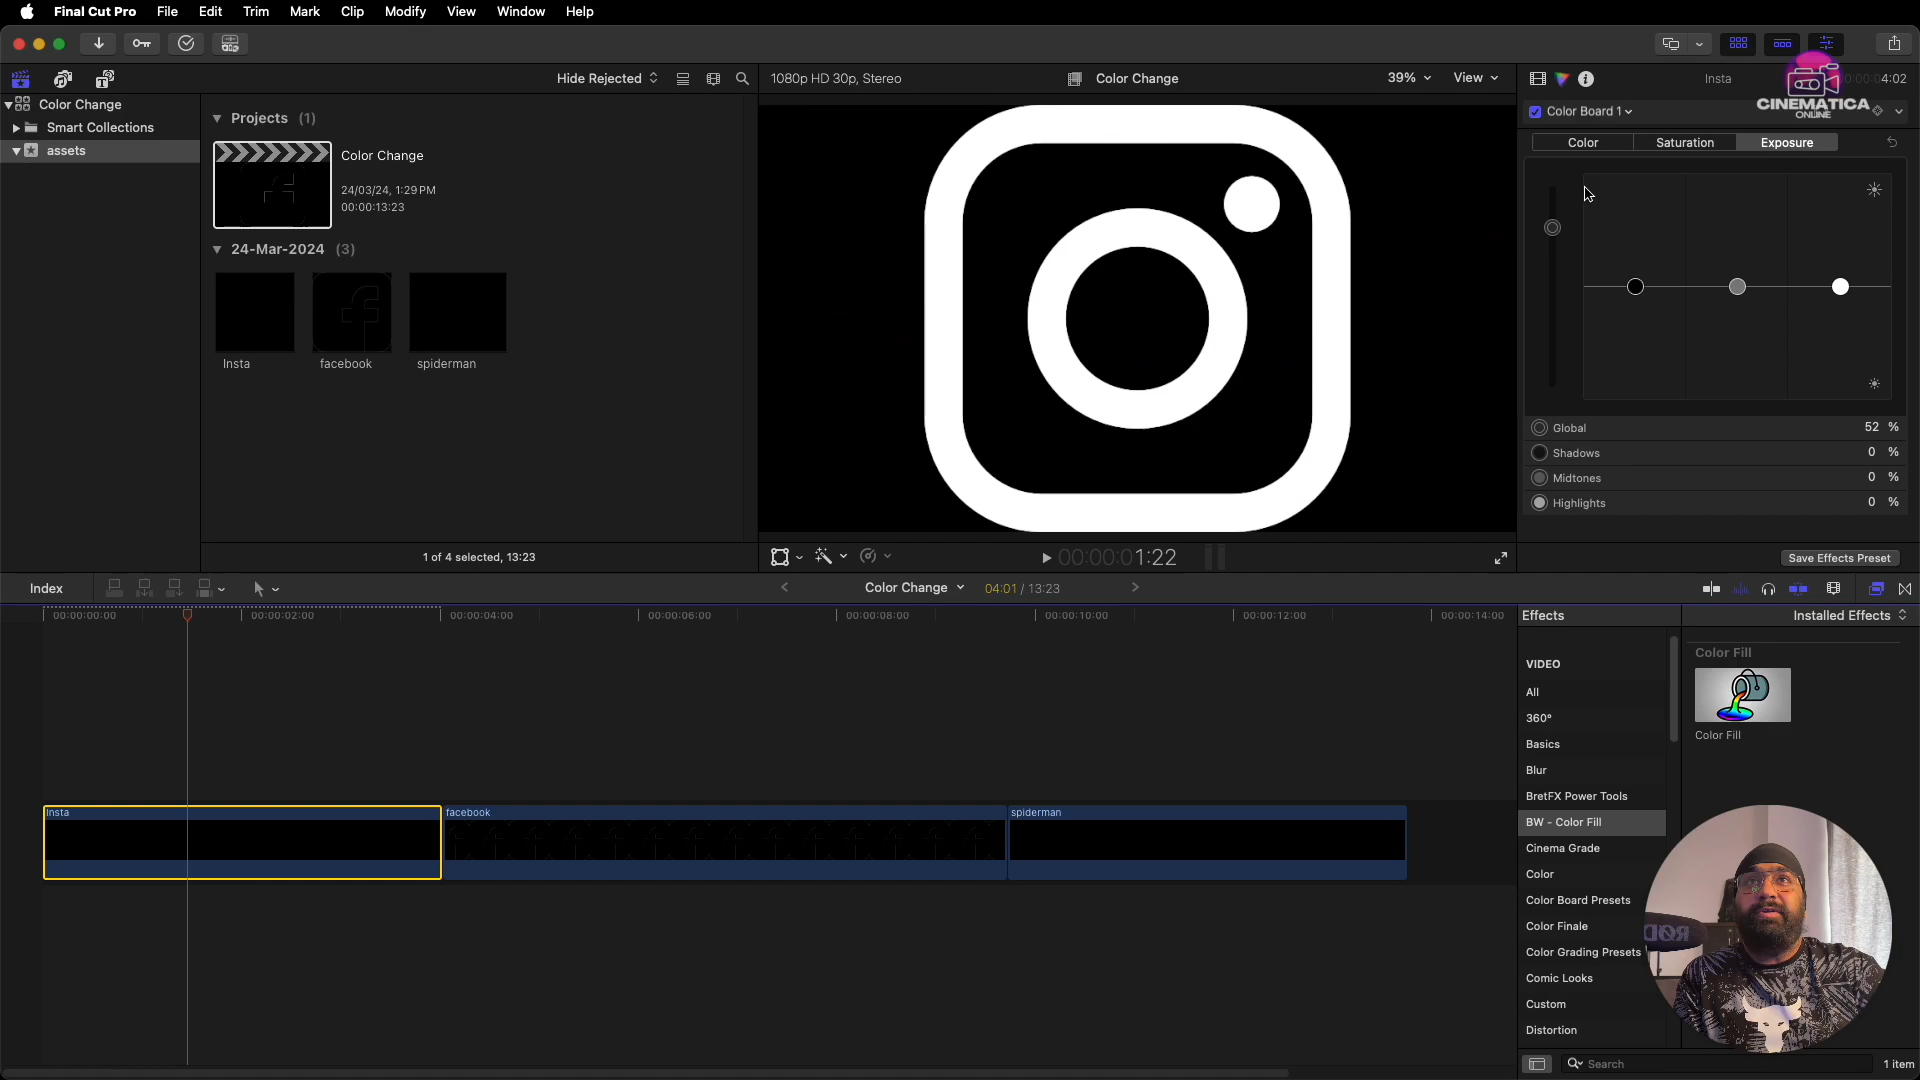 Final Cut Pro File Edit Trim Mark Clip Modify View Window Help
Hide Rejected
1080p HD 30p, Stereo
Color Change
39%
View
Insta
4:02
CINEMATICA
ONLINE
Color Change
Smart Collections
assets
Projects (1)
Color Change
24/03/24, 1:29 PM
00:00:13:23
24-Mar-2024 (3)
Insta
facebook
spiderman
1 of 4 selected, 13:23
00:00:01:22
Color Board 1
Color
Saturation
Exposure
Global 52 %
Shadows 0 %
Midtones 0 %
Highlights 0 %
Save Effects Preset
Index
Color Change
04:01 / 13:23
00:00:00:00
00:00:02:00
00:00:04:00
00:00:06:00
00:00:08:00
00:00:10:00
00:00:12:00
00:00:14:00
Insta
facebook
spiderman
Effects
Installed Effects
VIDEO
All
360°
Basics
Blur
BretFX Power Tools
BW - Color Fill
Cinema Grade
Color
Color Board Presets
Color Finale
Color Grading Presets
Comic Looks
Custom
Distortion
Color Fill
Color Fill
Search
1 item